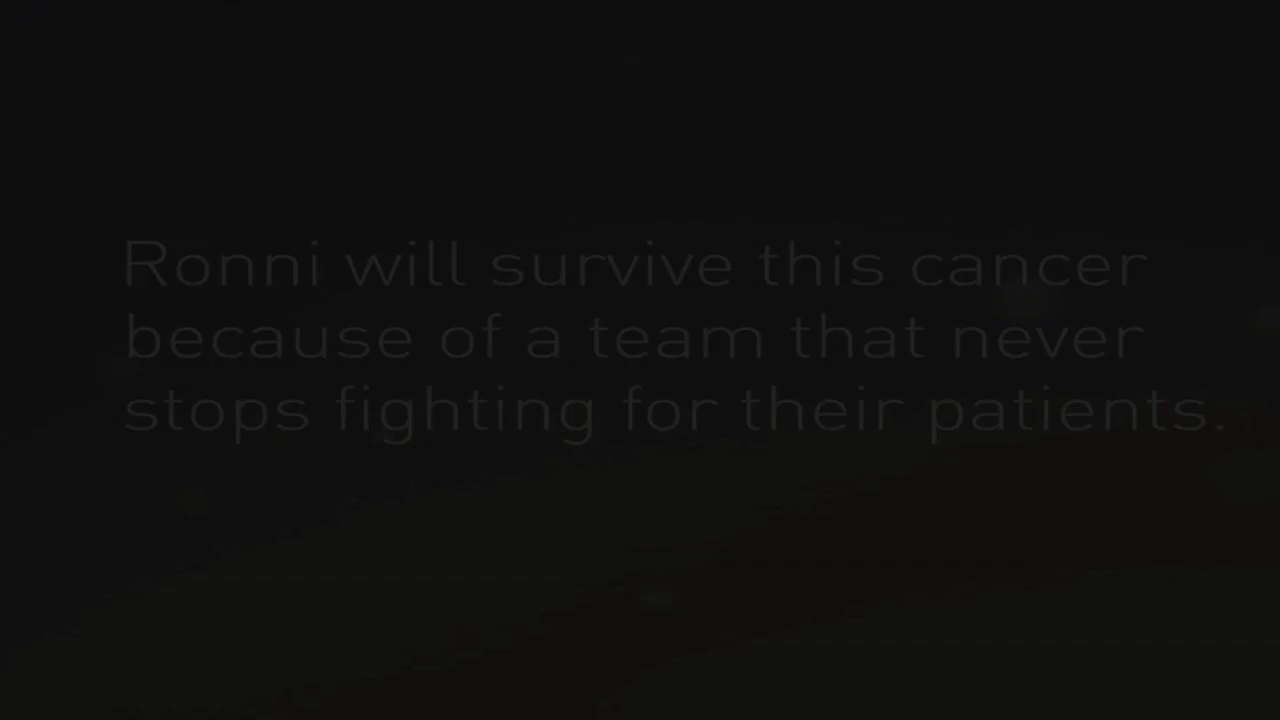 Ronni will survive this cancer
because of a team that never
stops fighting for their patients.